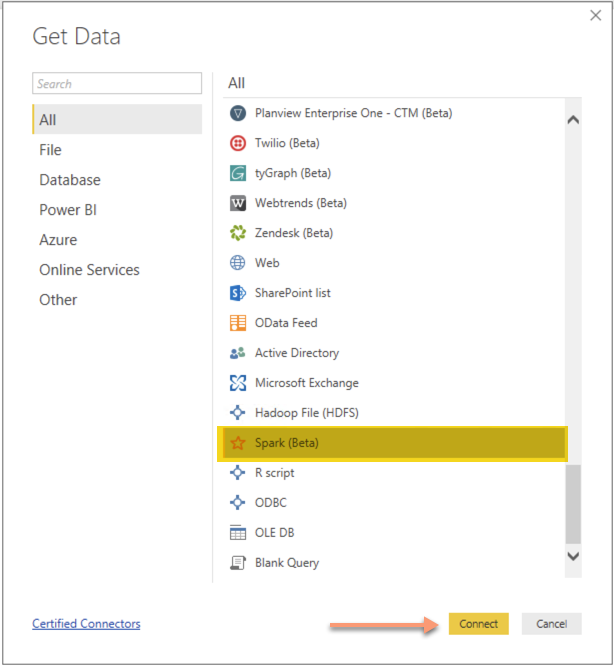 Get Data
Search
All
File
Database
Power BI
Azure
Online Services
Other
All
Planview Enterprise One - CTM (Beta)
Twilio (Beta)
tyGraph (Beta)
Webtrends (Beta)
Zendesk (Beta)
Web
SharePoint list
OData Feed
Active Directory
Microsoft Exchange
Hadoop File (HDFS)
Spark (Beta)
R script
ODBC
OLE DB
Blank Query
Certified Connectors
Connect
Cancel